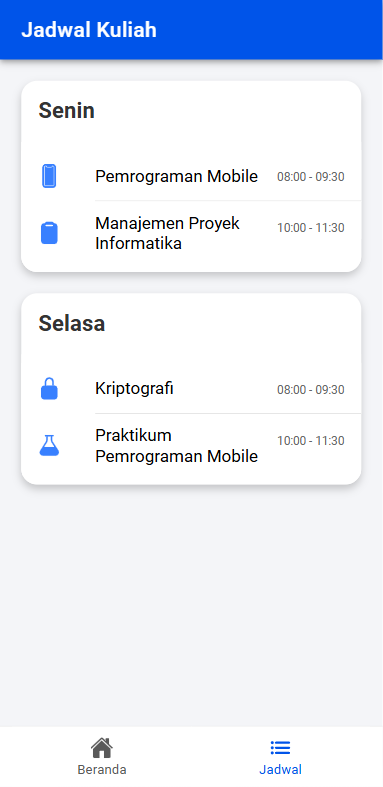 Jadwal Kuliah
Senin
Pemrograman Mobile 08:00 - 09:30
Manajemen Proyek 10:00 - 11:30
Informatika
Selasa
Kriptografi 08:00 - 09:30
Praktikum 10:00 - 11:30
Pemrograman Mobile
Beranda Jadwal